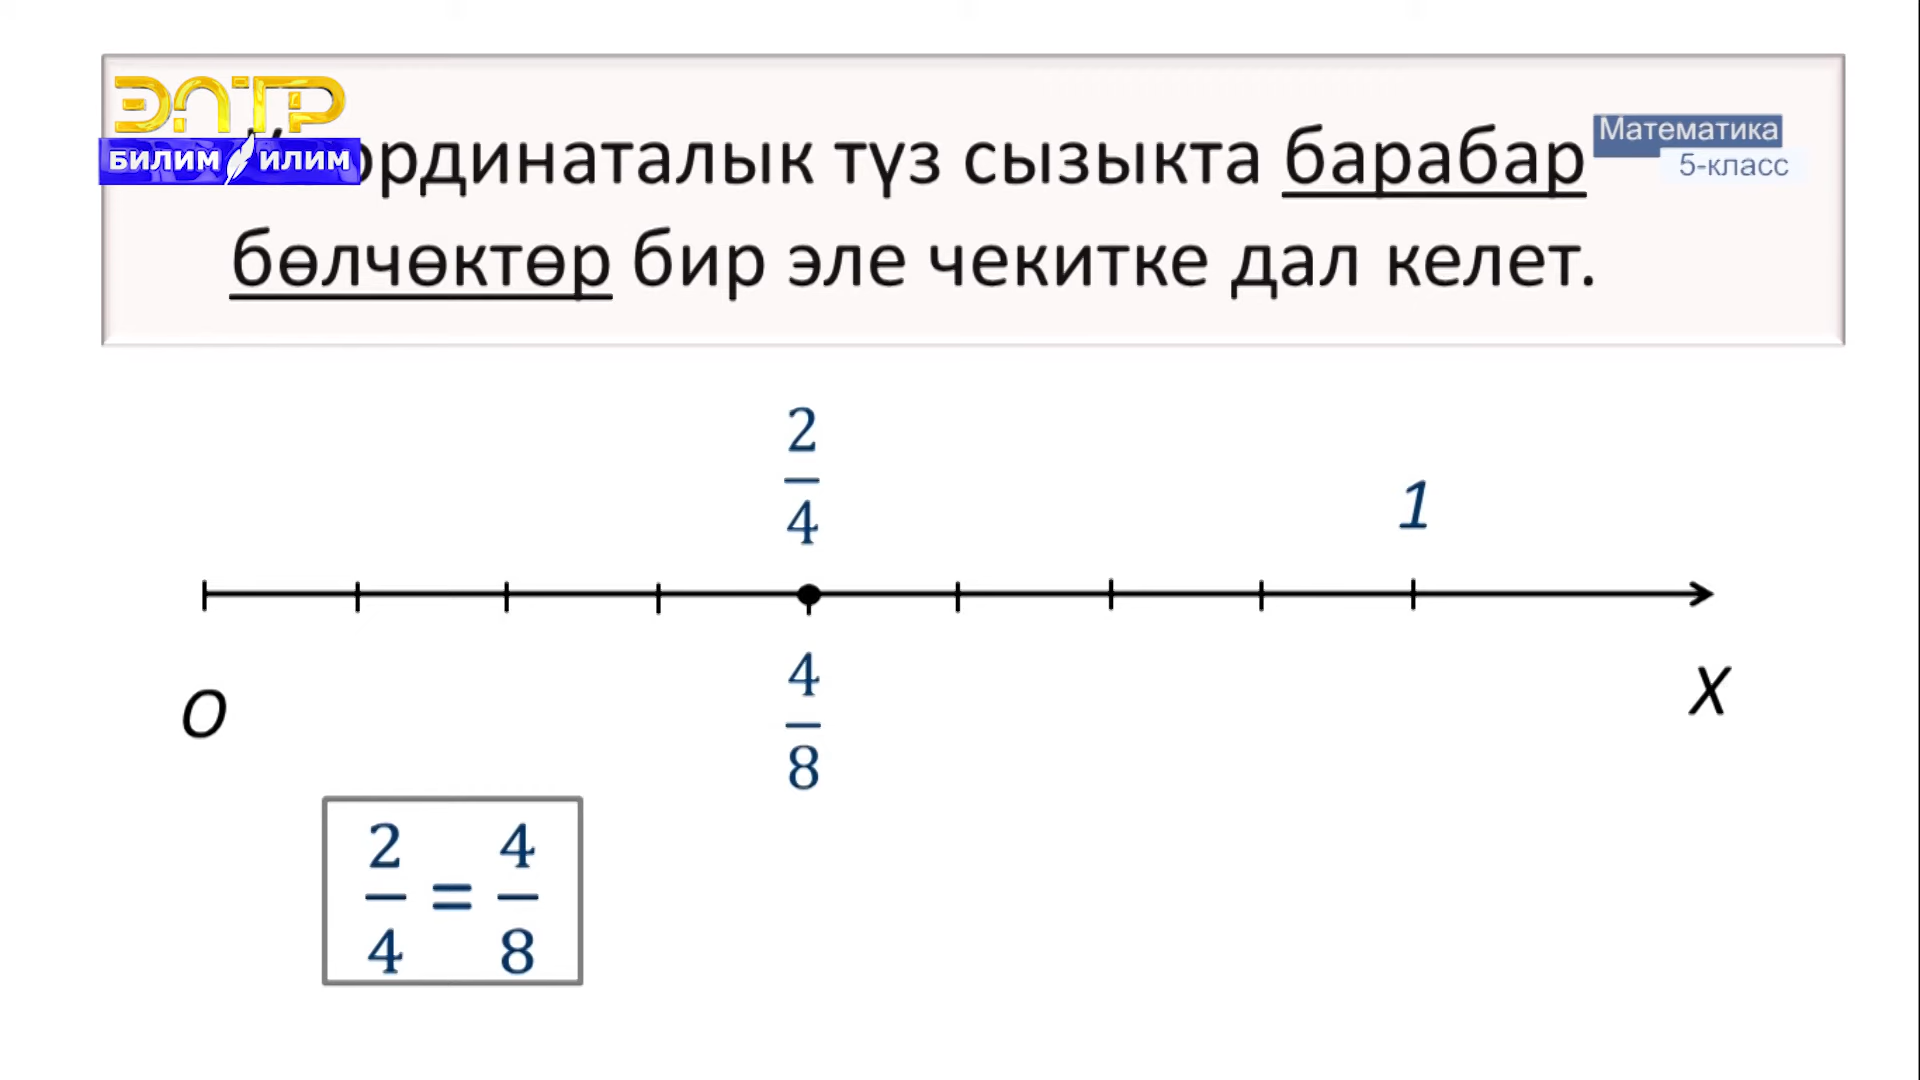 ЭЛТР
БИЛИМ ИЛИМ
Математика
5-класс
түз сызыкта барабар
бөлчөктөр бир эле чекитке дал келет.
2
4
1
O
X
4
8
2/4 = 4/8